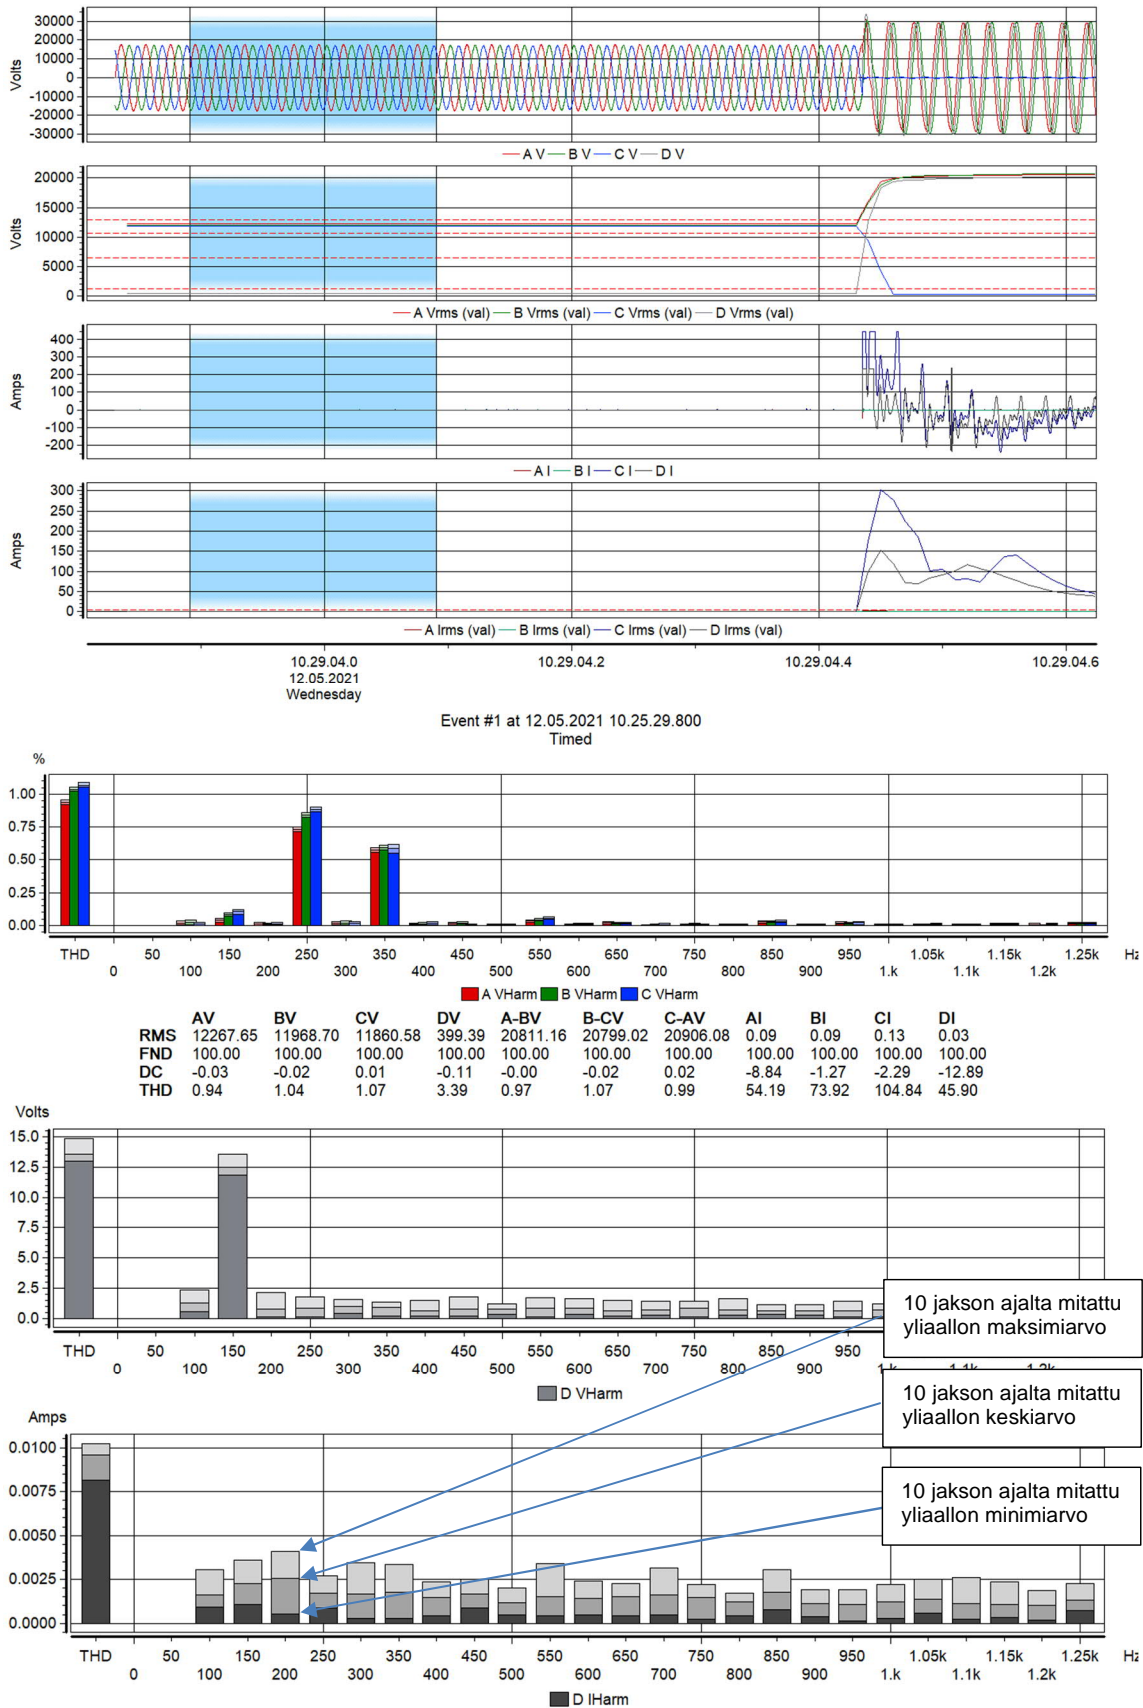 30000
20000
10000
0
-10000
-20000
-30000
Volts
A V B V C V D V
20000
15000
10000
5000
0
Volts
A Vrms (val) B Vrms (val) C Vrms (val) D Vrms (val)
400
300
200
100
0
-100
-200
Amps
A I B I C I D I
300
250
200
150
100
50
0
Amps
A Irms (val) B Irms (val) C Irms (val) D Irms (val)
10.29.04.0 10.29.04.2 10.29.04.4 10.29.04.6
12.05.2021
Wednesday
Event #1 at 12.05.2021 10.25.29.800
Timed
%
1.00
0.75
0.50
0.25
0.00
THD 50 150 250 350 450 550 650 750 850 950 1.05k 1.15k 1.25k Hz
0 100 200 300 400 500 600 700 800 900 1.k 1.1k 1.2k
A VHarm B VHarm C VHarm
AV BV CV DV A-BV B-CV C-AV AI BI CI DI
RMS 12267.65 11968.70 11860.58 399.39 20811.16 20799.02 20906.08 0.09 0.09 0.13 0.03
FND 100.00 100.00 100.00 100.00 100.00 100.00 100.00 100.00 100.00 100.00 100.00
DC -0.03 -0.02 0.01 -0.11 -0.00 -0.02 0.02 -8.84 -1.27 -2.29 -12.89
THD 0.94 1.04 1.07 3.39 0.97 1.07 0.99 54.19 73.92 104.84 45.90
Volts
15.0
12.5
10.0
7.5
5.0
2.5
0.0
THD 50 150 250 350 450 550 650 750 850 950
0 100 200 300 400 500 600 700 800 900 1.k 1.1k 1.2k
D VHarm
10 jakson ajalta mitattu
yliaallon maksimiarvo
10 jakson ajalta mitattu
yliaallon keskiarvo
10 jakson ajalta mitattu
yliaallon minimiarvo
Amps
0.0100
0.0075
0.0050
0.0025
0.0000
THD 50 150 250 350 450 550 650 750 850 950 1.05k 1.15k 1.25k Hz
0 100 200 300 400 500 600 700 800 900 1.k 1.1k 1.2k
D IHarm